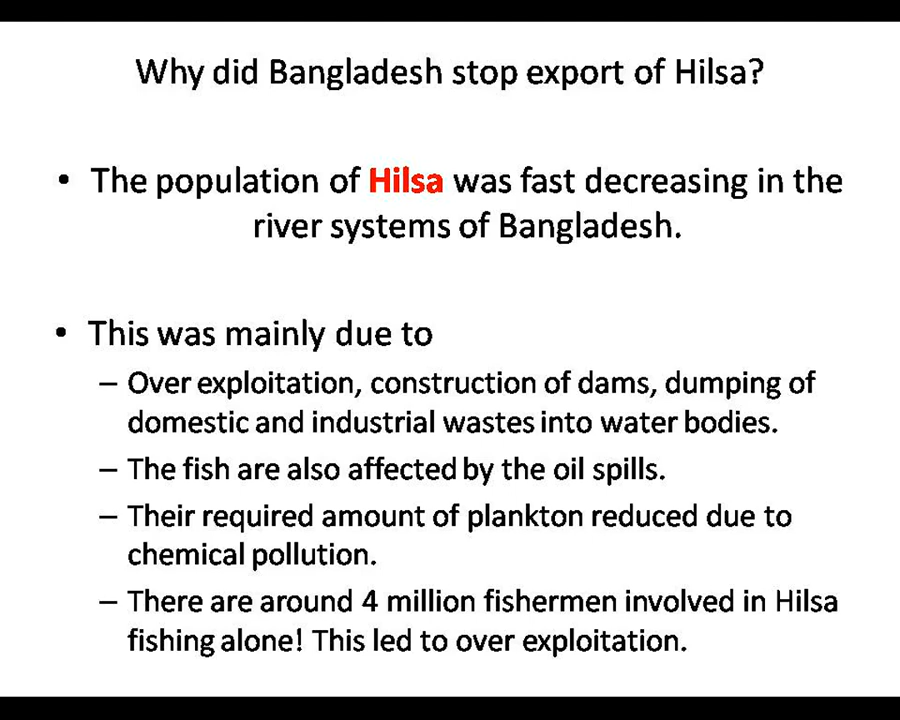 Why did Bangladesh stop export of Hilsa?
• The population of Hilsa was fast decreasing in the
river systems of Bangladesh.
• This was mainly due to
– Over exploitation, construction of dams, dumping of
domestic and industrial wastes into water bodies.
– The fish are also affected by the oil spills.
– Their required amount of plankton reduced due to
chemical pollution.
– There are around 4 million fishermen involved in Hilsa
fishing alone! This led to over exploitation.